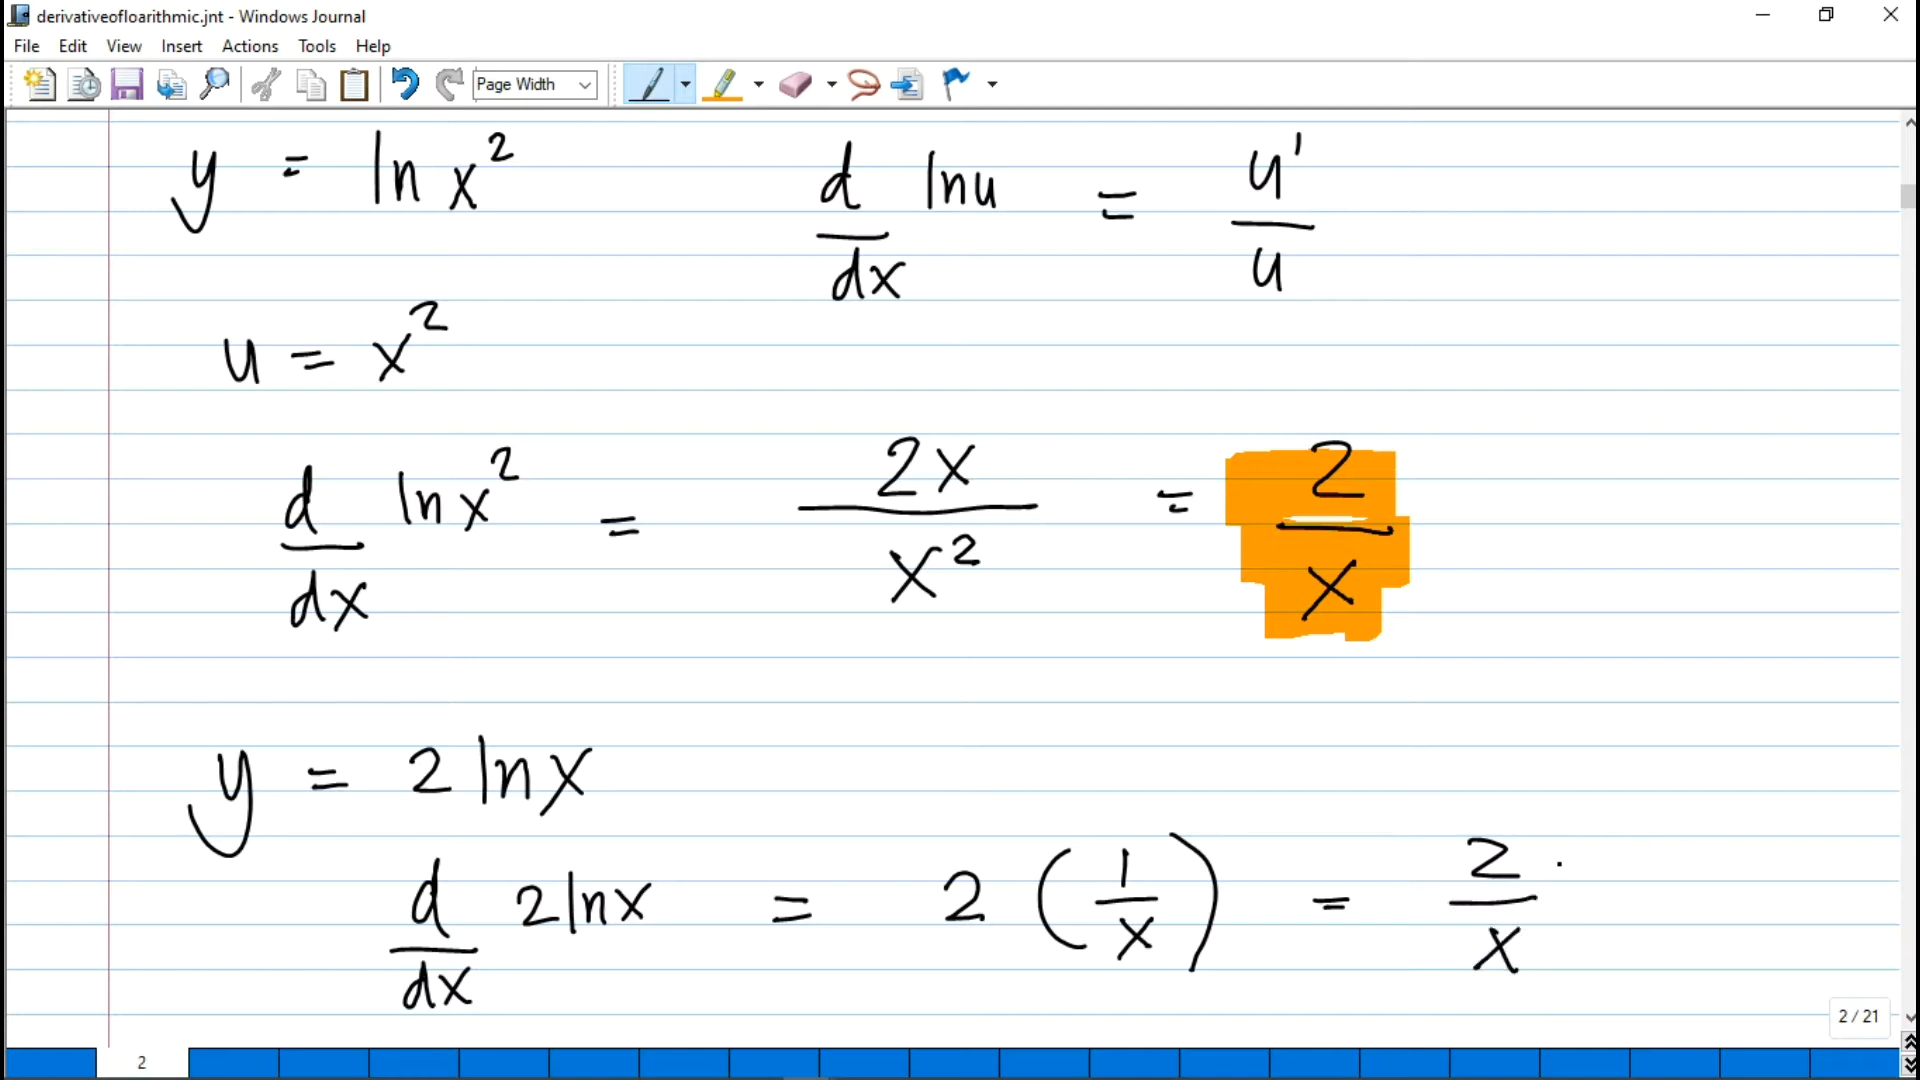 derivativeofloarithmic.jnt - Windows Journal
File Edit View Insert Actions Tools Help
Page Width
y = ln x² d/dx ln u = u'/u
u = x²
d/dx ln x² = 2x/x² = 2/x
y = 2 ln x
d/dx 2 ln x = 2 (1/x) = 2/x
2 / 21
2